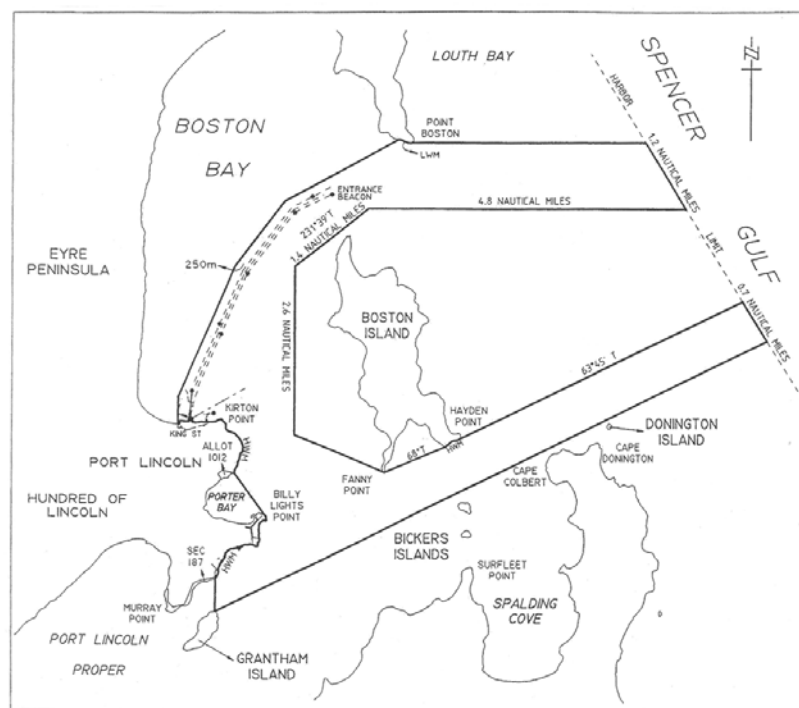 LOUTH BAY
SPENCER
GULF
HARBOR
LIMIT
N
BOSTON
BAY
POINT
BOSTON
LWM
1.2 NAUTICAL MILES
ENTRANCE
BEACON
4.8 NAUTICAL MILES
231°39'T
1.4 NAUTICAL MILES
EYRE
PENINSULA
250m
2.6 NAUTICAL MILES
BOSTON
ISLAND
0.7 NAUTICAL MILES
63°45' T
KIRTON
POINT
KING ST
HAYDEN
POINT
HWM
DONINGTON
ISLAND
ALLOT
1012
HWM
PORT LINCOLN
68°T
CAPE
DONINGTON
CAPE
COLBERT
FANNY
POINT
HUNDRED OF
LINCOLN
PORTER
BAY
BILLY
LIGHTS
POINT
BICKERS
ISLANDS
SEC
187
HWM
SURFLEET
POINT
MURRAY
POINT
SPALDING
COVE
PORT LINCOLN
PROPER
GRANTHAM
ISLAND